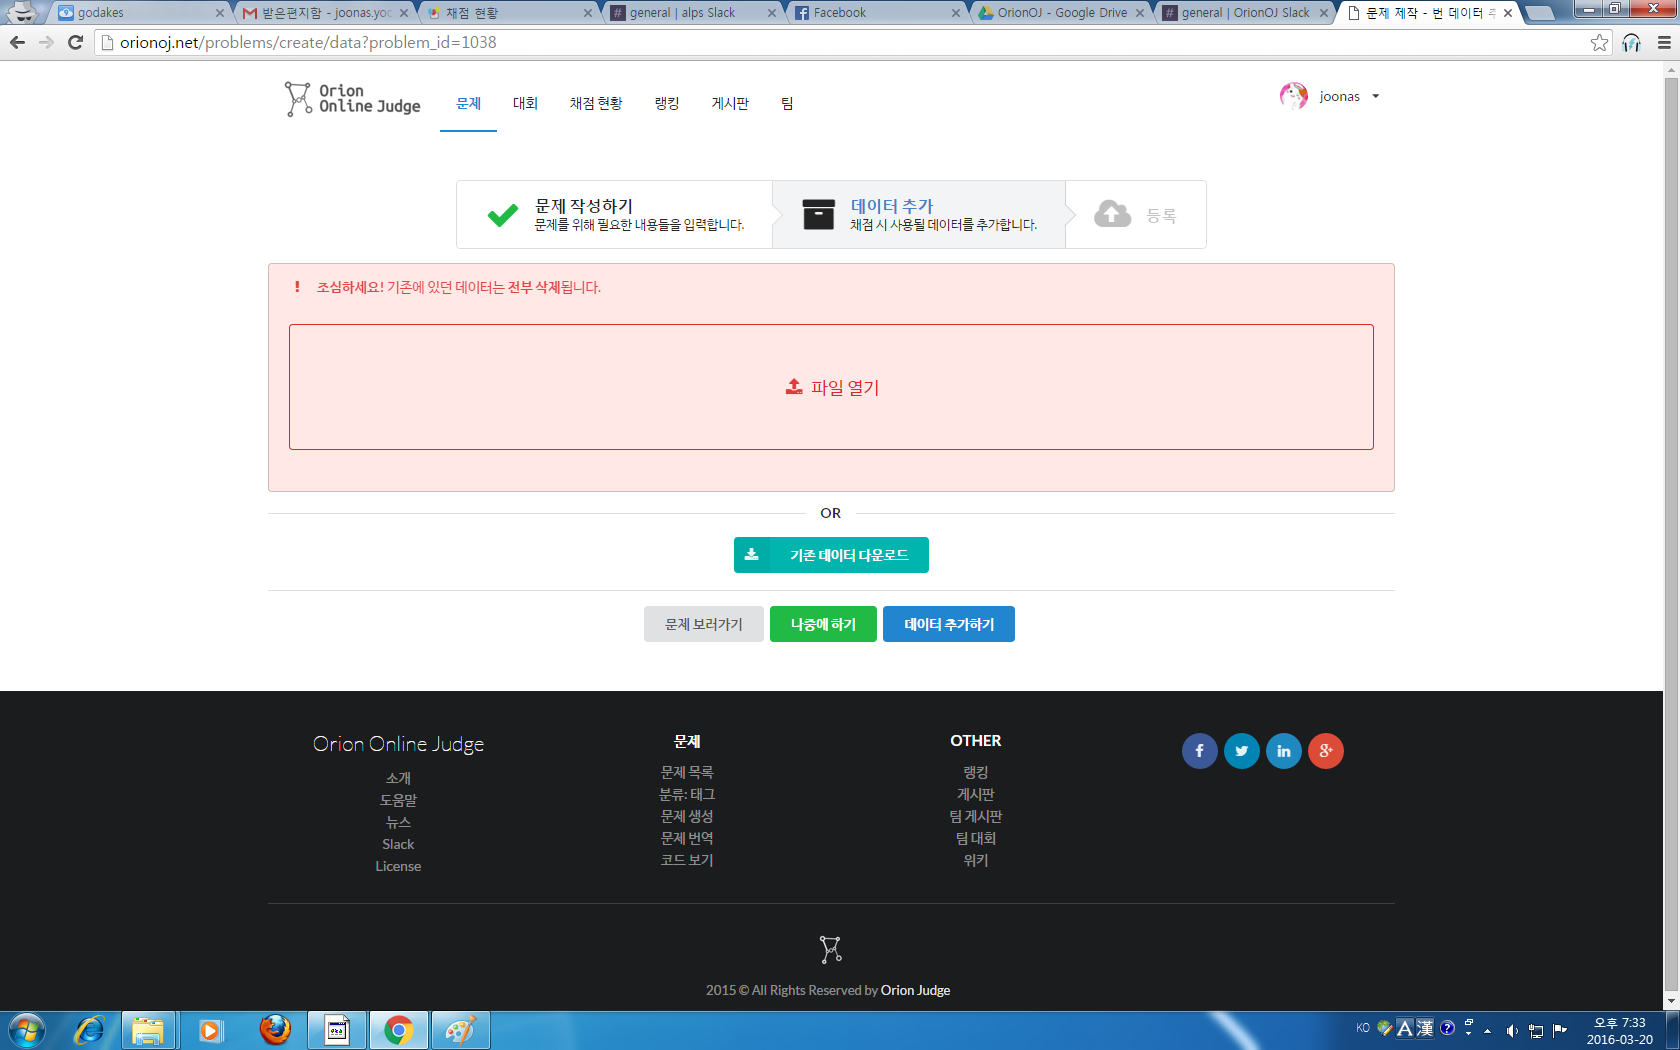 godakes
받은편지함 - joonas.yoc
채점 현황
general | alps Slack
Facebook
OrionOJ - Google Drive
general | OrionOJ Slack
문제 제작 - 번 데이터 추
orionoj.net/problems/create/data?problem_id=1038
Orion
Online Judge
문제
대회
채점 현황
랭킹
게시판
팀
joonas
문제 작성하기
문제를 위해 필요한 내용들을 입력합니다.
데이터 추가
채점 시 사용될 데이터를 추가합니다.
등록
조심하세요! 기존에 있던 데이터는 전부 삭제됩니다.
파일 열기
OR
기존 데이터 다운로드
문제 보러가기
나중에 하기
데이터 추가하기
Orion Online Judge
소개
도움말
뉴스
Slack
License
문제
문제 목록
분류: 태그
문제 생성
문제 번역
코드 보기
OTHER
랭킹
게시판
팀 게시판
팀 대회
위키
2015 © All Rights Reserved by Orion Judge
KO
A 漢
오후 7:33
2016-03-20